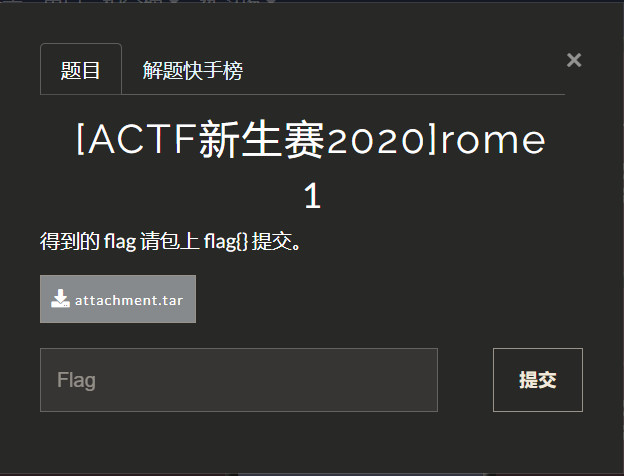 题目 解题快手榜 ×
[ACTF新生赛2020]rome
1
得到的 flag 请包上 flag{} 提交。
attachment.tar
Flag 提交